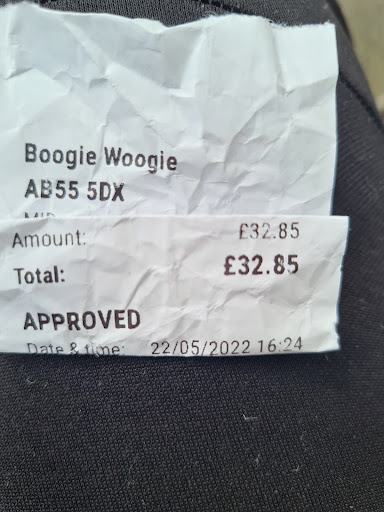 Boogie Woogie
AB55 5DX
Amount: £32.85
Total: £32.85
APPROVED
Date & time: 22/05/2022 16:24